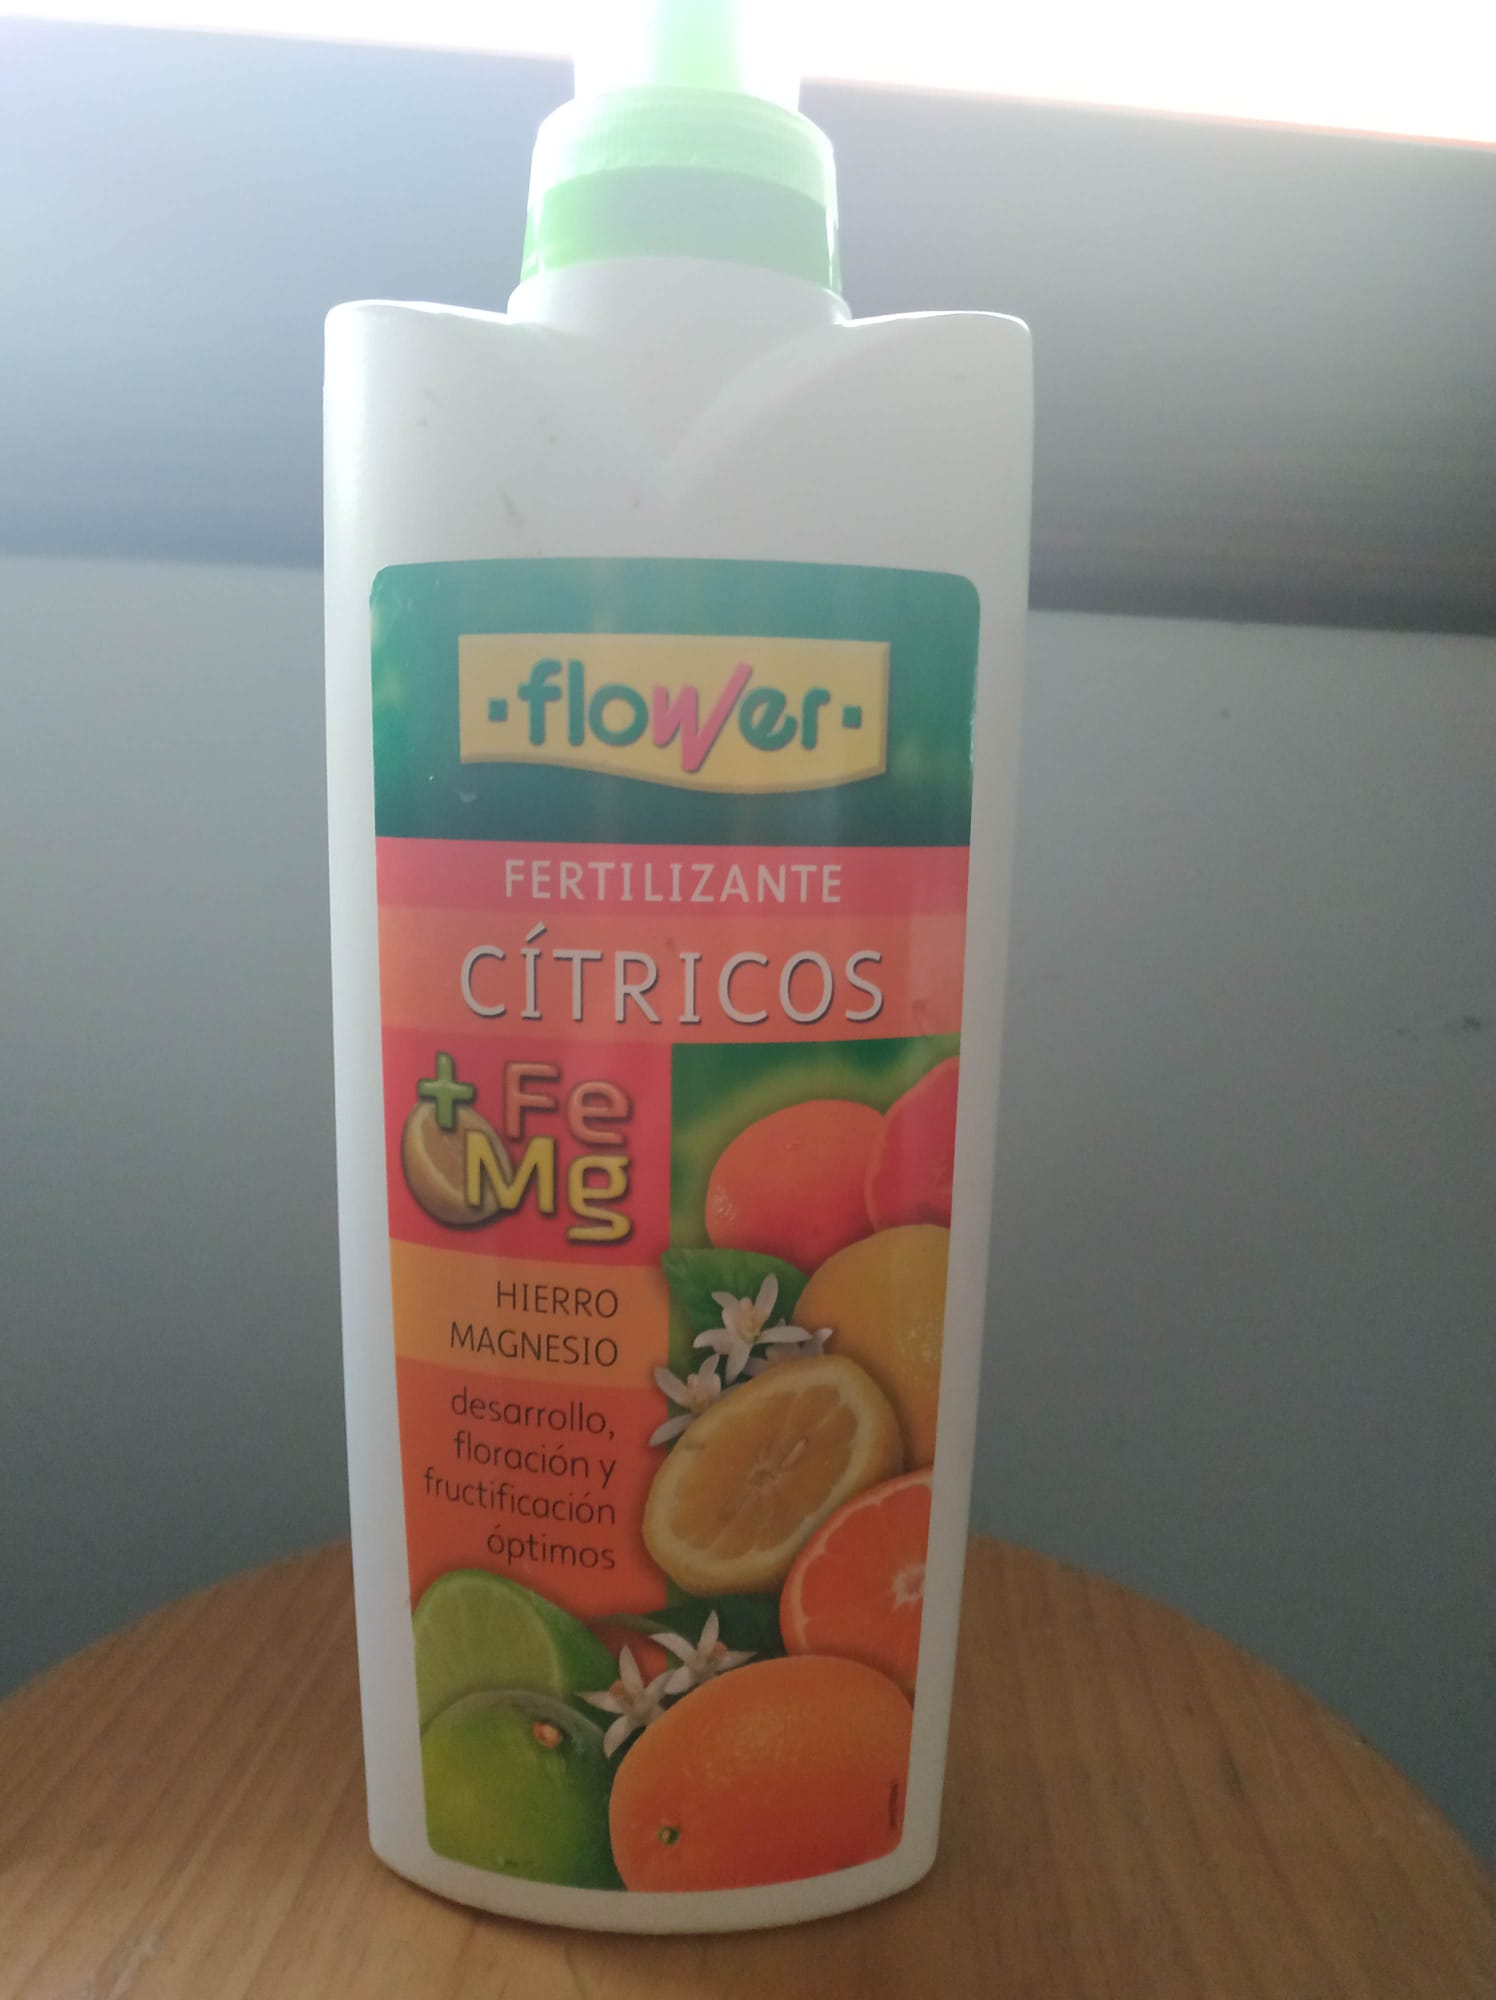 ·flower·
FERTILIZANTE
CÍTRICOS
+ Fe
Mg
HIERRO
MAGNESIO
desarrollo,
floración y
fructificación
óptimos